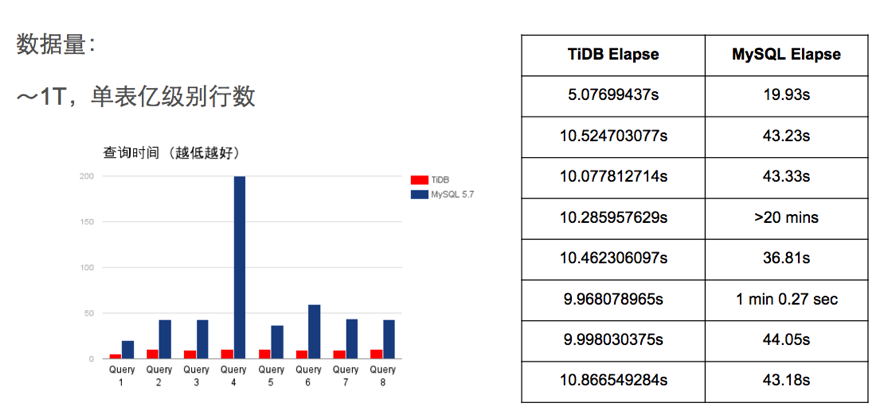 数据量：
～1T，单表亿级别行数
查询时间（越低越好）
200
150
100
50
0
TiDB
MySQL 5.7
Query 1
Query 2
Query 3
Query 4
Query 5
Query 6
Query 7
Query 8
TiDB Elapse MySQL Elapse
5.07699437s 19.93s
10.524703077s 43.23s
10.077812714s 43.33s
10.285957629s >20 mins
10.462306097s 36.81s
9.968078965s 1 min 0.27 sec
9.998030375s 44.05s
10.866549284s 43.18s